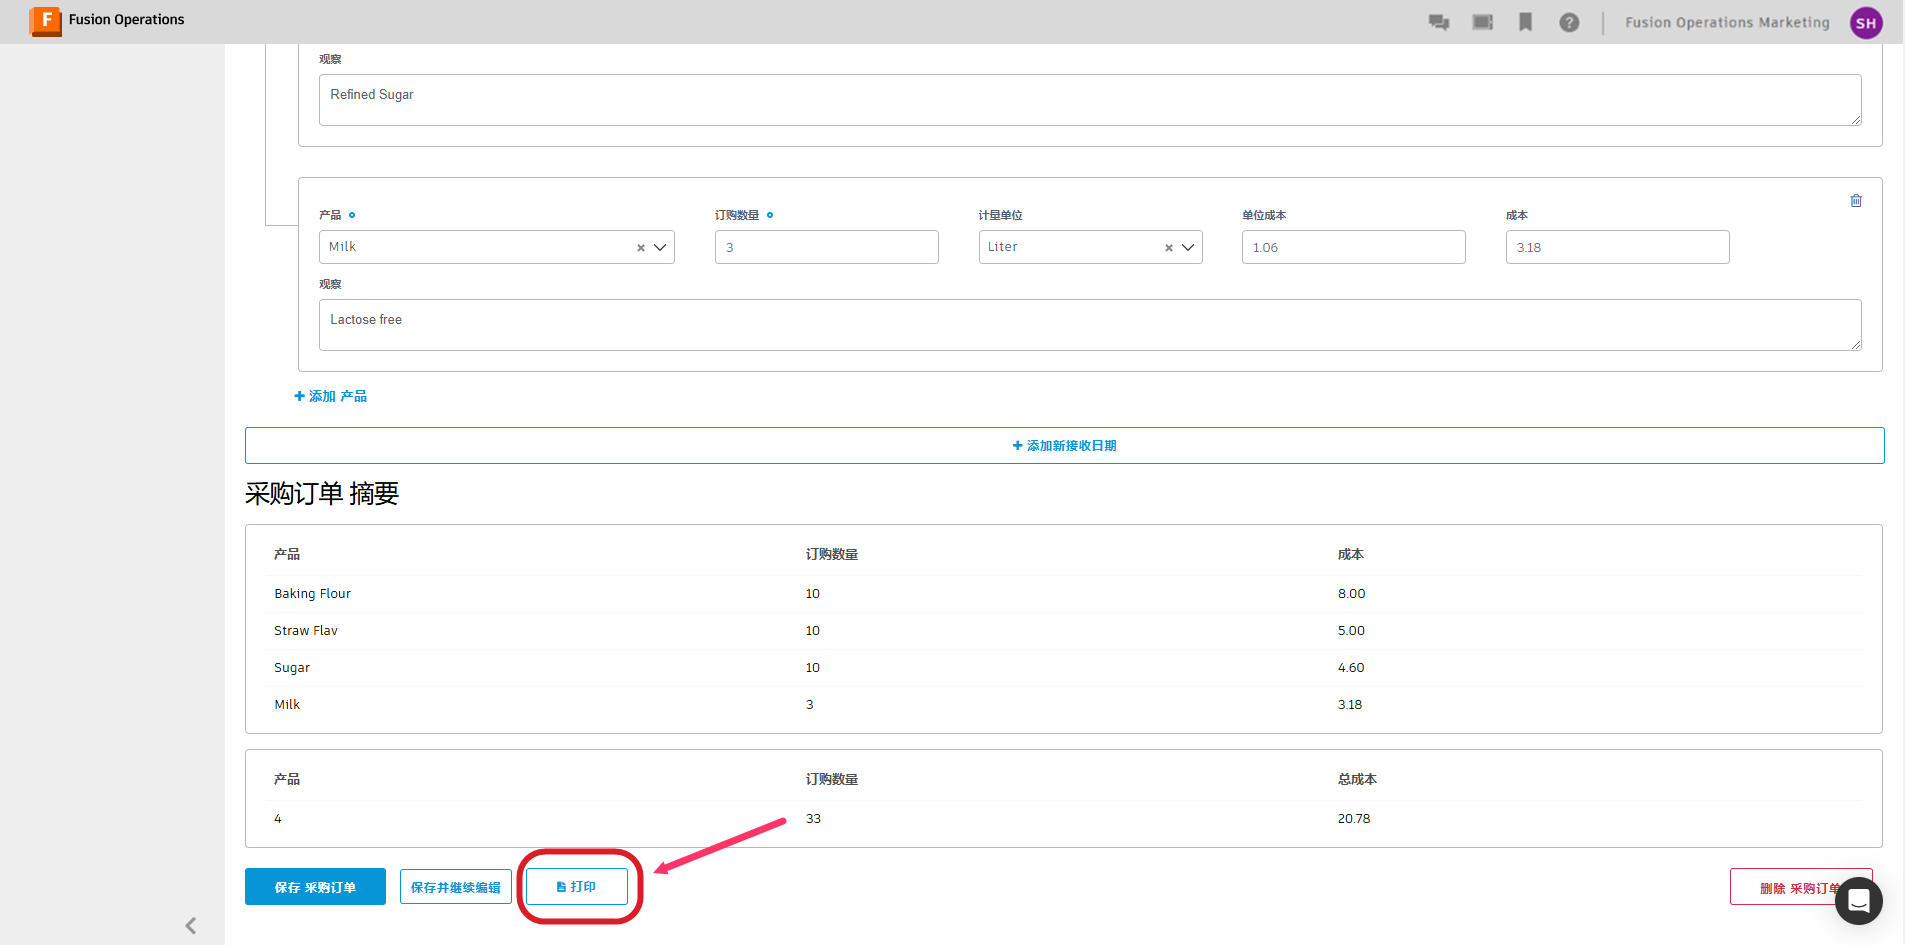 Fusion Operations
Fusion Operations Marketing SH
观察
Refined Sugar
产品 订购数量 计量单位 单位成本 成本
Milk 3 Liter 1.06 3.18
观察
Lactose free
添加 产品
添加新接收日期
采购订单 摘要
产品 订购数量 成本
Baking Flour 10 8.00
Straw Flav 10 5.00
Sugar 10 4.60
Milk 3 3.18
产品 订购数量 总成本
4 33 20.78
保存 采购订单 保存并继续编辑 打印 删除 采购订单